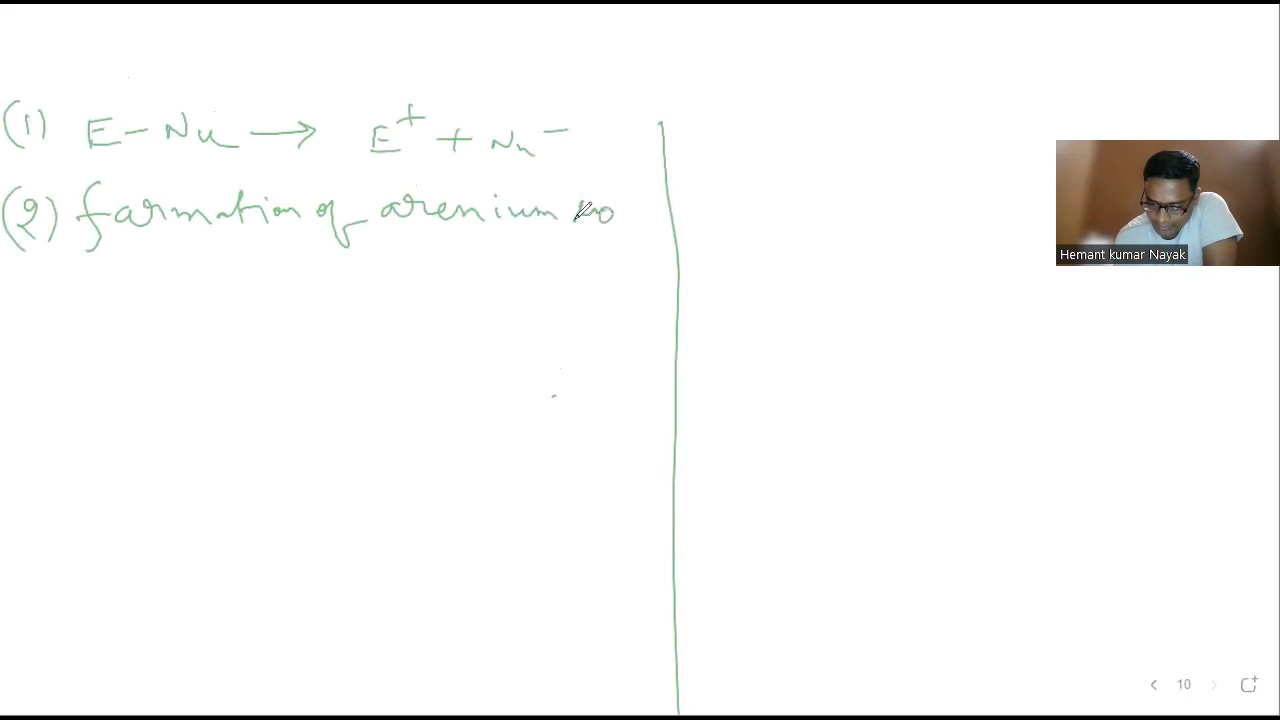 (1) E - Nu → E⁺ + Nu⁻
(2) farmation of arenium
Hemant kumar Nayak
10